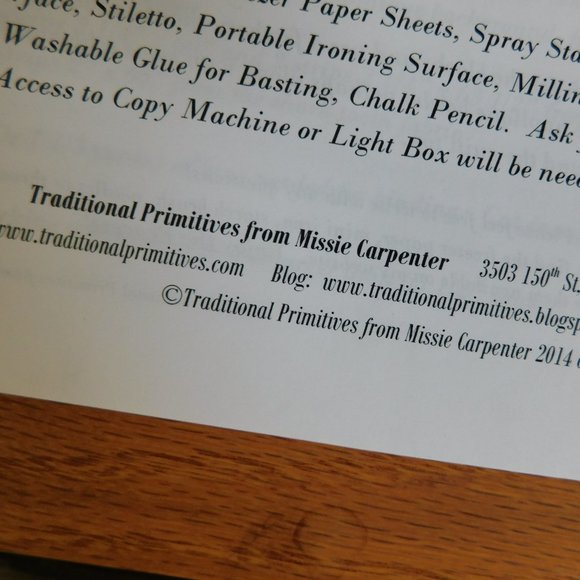 Paper Sheets, Spray
Stiletto, Portable Ironing Surface,
Washable Glue for Basting, Chalk Pencil. Ask
Access to Copy Machine or Light Box will be
Traditional Primitives from Missie Carpenter 3503 150th St.
www.traditionalprimitives.com Blog: www.traditionalprimitives.blogsp
©Traditional Primitives from Missie Carpenter 2014